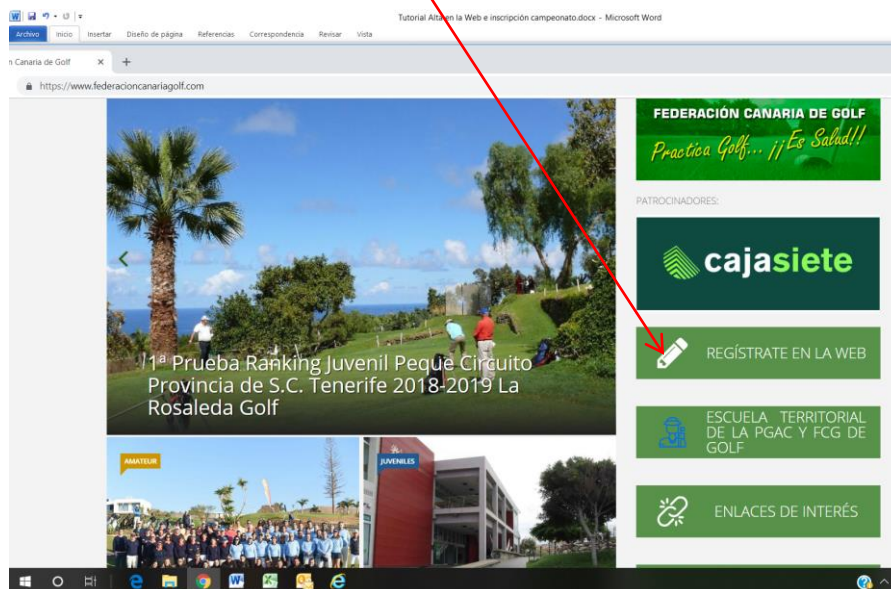 Tutorial Alta en la Web e inscripción campeonato.docx - Microsoft Word
Archivo Inicio Insertar Diseño de página Referencias Correspondencia Revisar Vista
n Canaria de Golf
https://www.federacioncanariagolf.com
FEDERACIÓN CANARIA DE GOLF
Practica Golf... ¡¡Es Salud!!
PATROCINADORES:
cajasiete
REGÍSTRATE EN LA WEB
1ª Prueba Ranking Juvenil Peque Circuito
Provincia de S.C. Tenerife 2018-2019 La
Rosaleda Golf
ESCUELA TERRITORIAL
DE LA PGAC Y FCG DE
GOLF
AMATEUR
JUVENILES
ENLACES DE INTERÉS